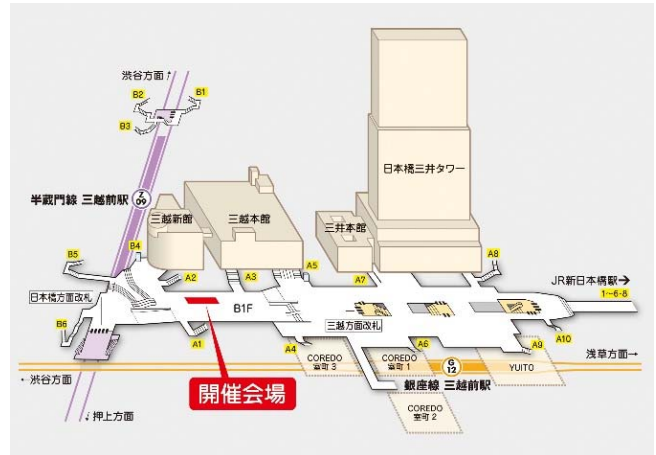 渋谷方面↑
B2
B1
B3
半蔵門線 三越前駅
Z
09
三越新館
三越本館
三井本館
日本橋三井タワー
B5
B4
A2
A3
A5
A7
A8
JR新日本橋駅→
1~6・8
日本橋方面改札
B1F
三越方面改札
B6
A1
A4
A6
A9
A10
COREDO
室町 3
COREDO
室町 1
G
12
YUITO
浅草方面→
←渋谷方面
銀座線 三越前駅
開催会場
COREDO
室町 2
↓押上方面